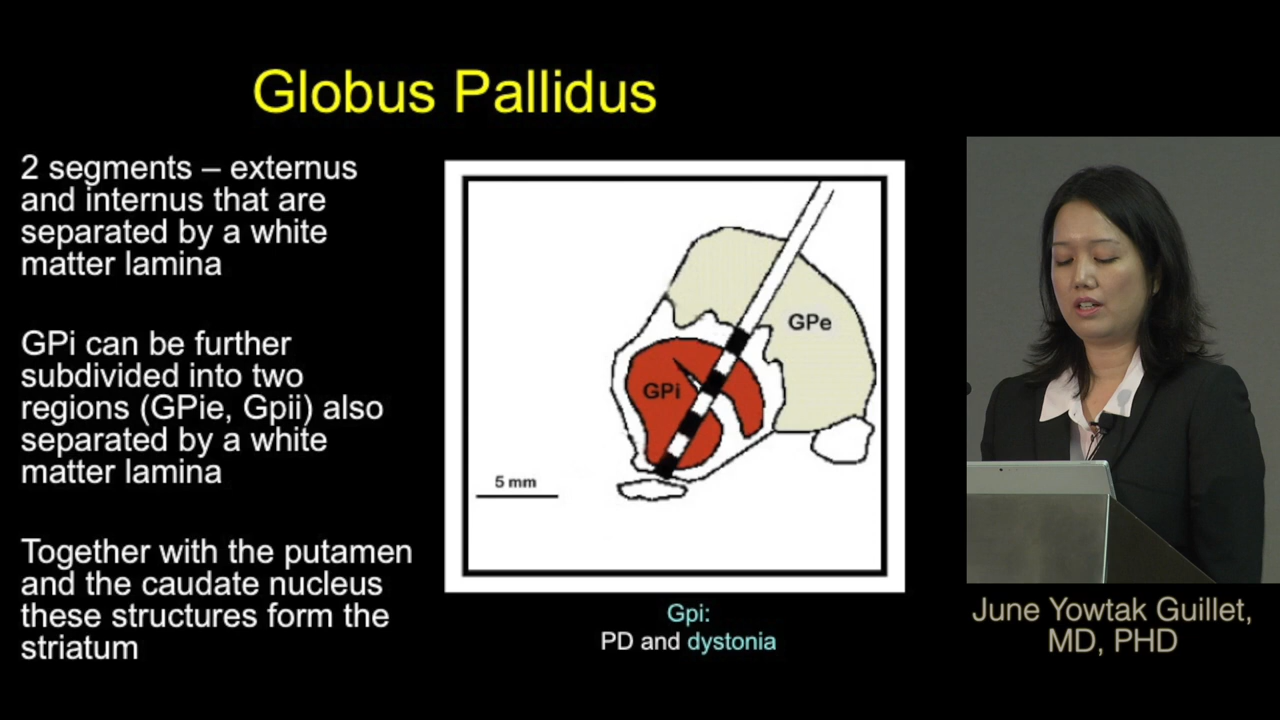 Globus Pallidus
2 segments – externus
and internus that are
separated by a white
matter lamina
GPi can be further
subdivided into two
regions (GPie, Gpii) also
separated by a white
matter lamina
Together with the putamen
and the caudate nucleus
these structures form the
striatum
GPe
GPi
5 mm
Gpi:
PD and dystonia
June Yowtak Guillet,
MD, PHD